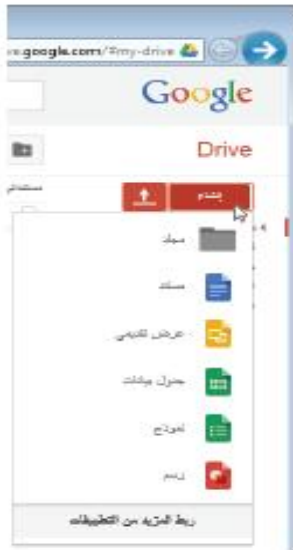 ve.google.com/#my-drive
Google
Drive
إنشاء
مجلد
مستند
عرض تقديمي
جدول بيانات
نموذج
رسم
ربط المزيد من التطبيقات